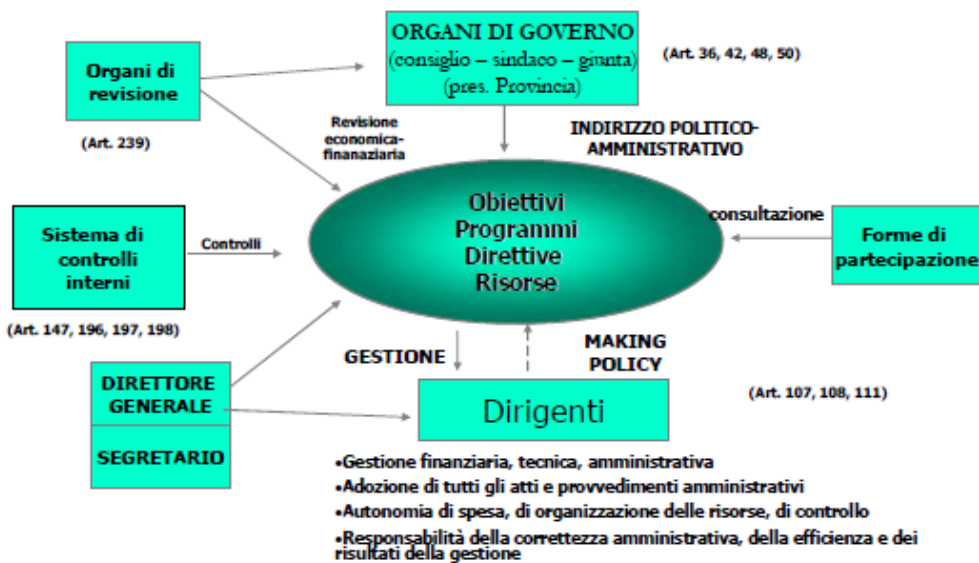 ORGANI DI GOVERNO
(consiglio – sindaco – giunta)
(pres. Provincia)
(Art. 36, 42, 48, 50)
Organi di
revisione
(Art. 239)
Revisione
economica-
finanaziaria
INDIRIZZO POLITICO-
AMMINISTRATIVO
Obiettivi
Programmi
Direttive
Risorse
Sistema di
controlli
interni
Controlli
(Art. 147, 196, 197, 198)
consultazione
Forme di
partecipazione
GESTIONE
MAKING
POLICY
DIRETTORE
GENERALE
SEGRETARIO
Dirigenti
(Art. 107, 108, 111)
•Gestione finanziaria, tecnica, amministrativa
•Adozione di tutti gli atti e provvedimenti amministrativi
•Autonomia di spesa, di organizzazione delle risorse, di controllo
•Responsabilità della correttezza amministrativa, della efficienza e dei
risultati della gestione